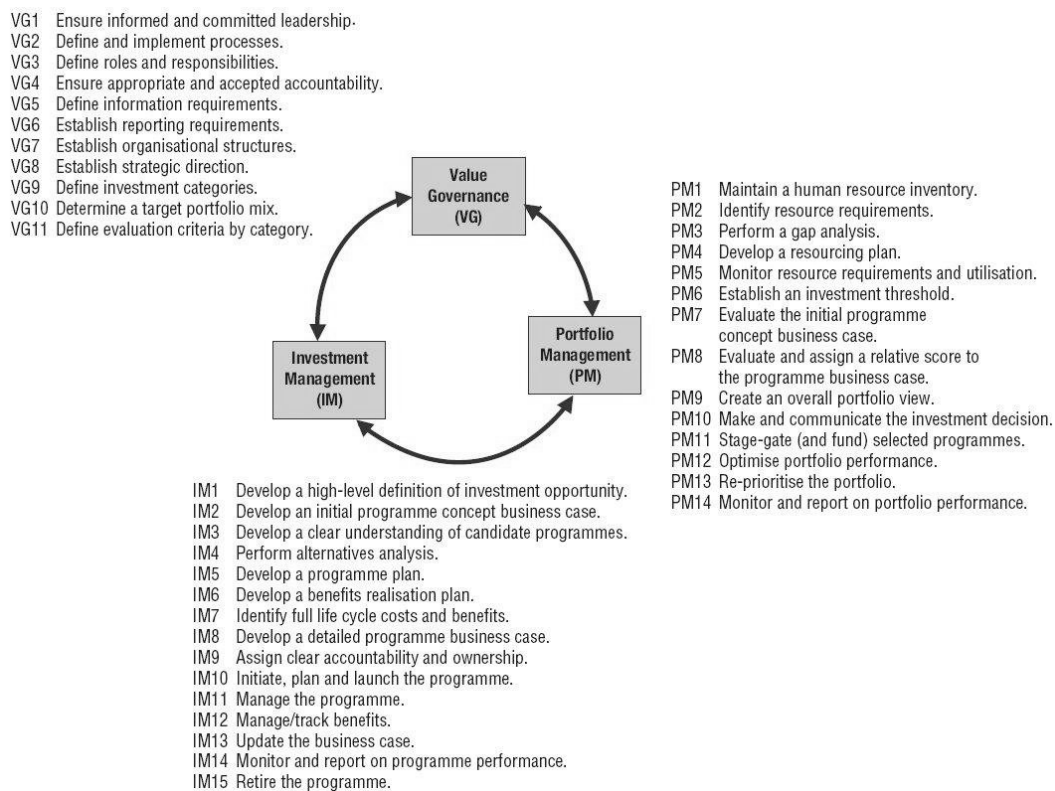 VG1 Ensure informed and committed leadership.
VG2 Define and implement processes.
VG3 Define roles and responsibilities.
VG4 Ensure appropriate and accepted accountability.
VG5 Define information requirements.
VG6 Establish reporting requirements.
VG7 Establish organisational structures.
VG8 Establish strategic direction.
VG9 Define investment categories.
VG10 Determine a target portfolio mix.
VG11 Define evaluation criteria by category.
Value
Governance
(VG)
PM1 Maintain a human resource inventory.
PM2 Identify resource requirements.
PM3 Perform a gap analysis.
PM4 Develop a resourcing plan.
PM5 Monitor resource requirements and utilisation.
PM6 Establish an investment threshold.
PM7 Evaluate the initial programme
concept business case.
PM8 Evaluate and assign a relative score to
the programme business case.
PM9 Create an overall portfolio view.
PM10 Make and communicate the investment decision.
PM11 Stage-gate (and fund) selected programmes.
PM12 Optimise portfolio performance.
PM13 Re-prioritise the portfolio.
PM14 Monitor and report on portfolio performance.
Investment
Management
(IM)
Portfolio
Management
(PM)
IM1 Develop a high-level definition of investment opportunity.
IM2 Develop an initial programme concept business case.
IM3 Develop a clear understanding of candidate programmes.
IM4 Perform alternatives analysis.
IM5 Develop a programme plan.
IM6 Develop a benefits realisation plan.
IM7 Identify full life cycle costs and benefits.
IM8 Develop a detailed programme business case.
IM9 Assign clear accountability and ownership.
IM10 Initiate, plan and launch the programme.
IM11 Manage the programme.
IM12 Manage/track benefits.
IM13 Update the business case.
IM14 Monitor and report on programme performance.
IM15 Retire the programme.